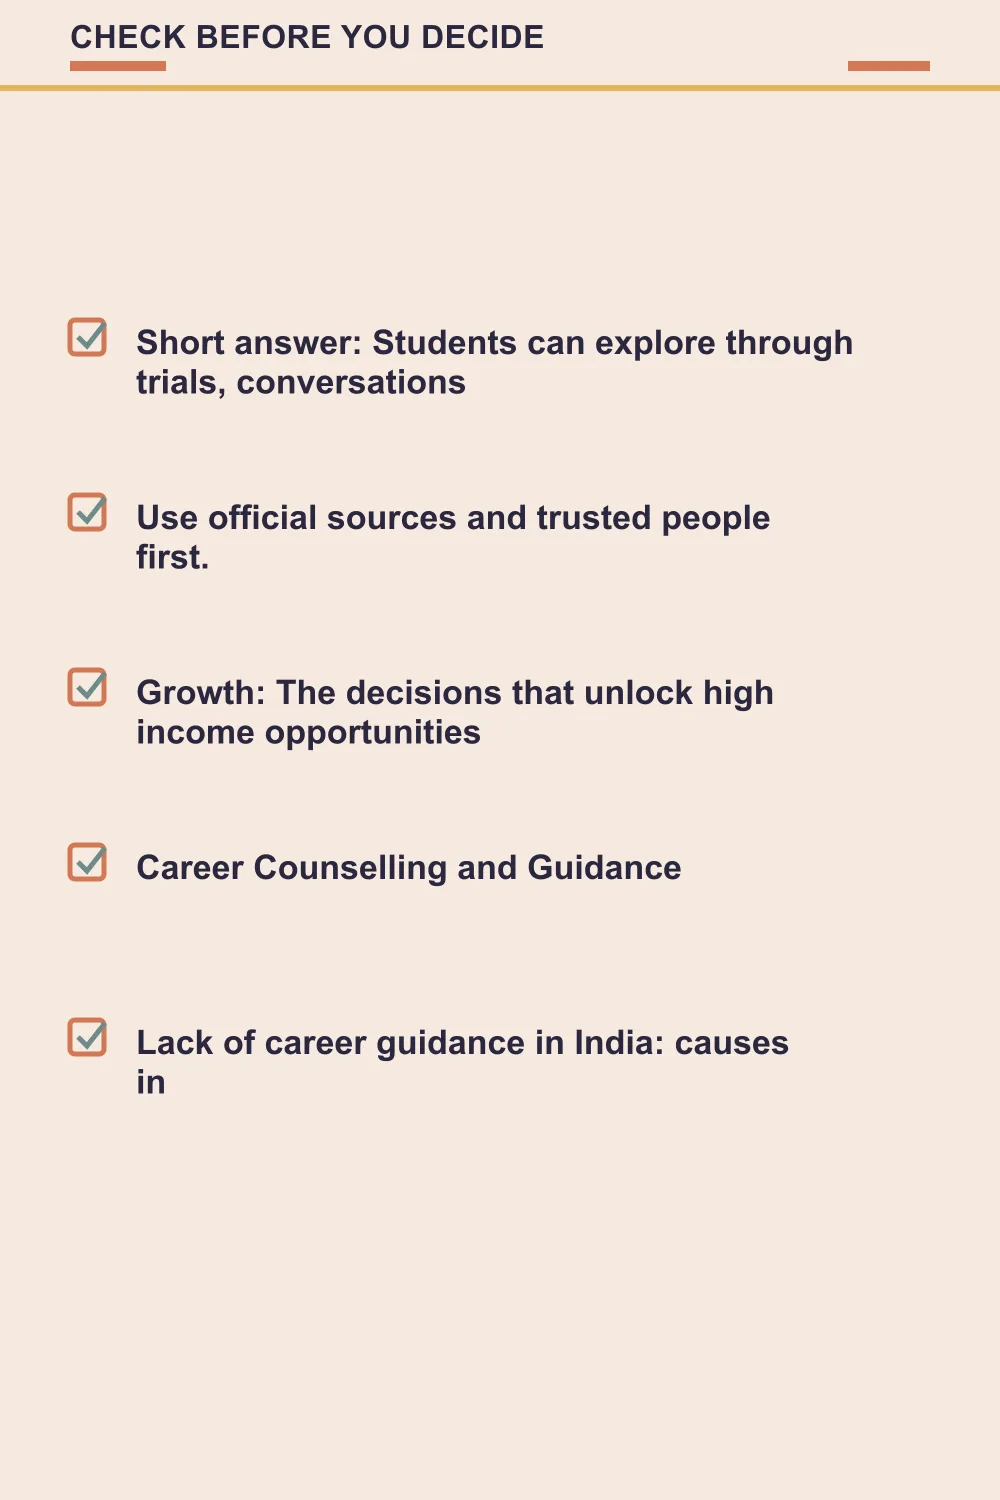 CHECK BEFORE YOU DECIDE
Short answer: Students can explore through
trials, conversations
Use official sources and trusted people
first.
Growth: The decisions that unlock high
income opportunities
Career Counselling and Guidance
Lack of career guidance in India: causes
in